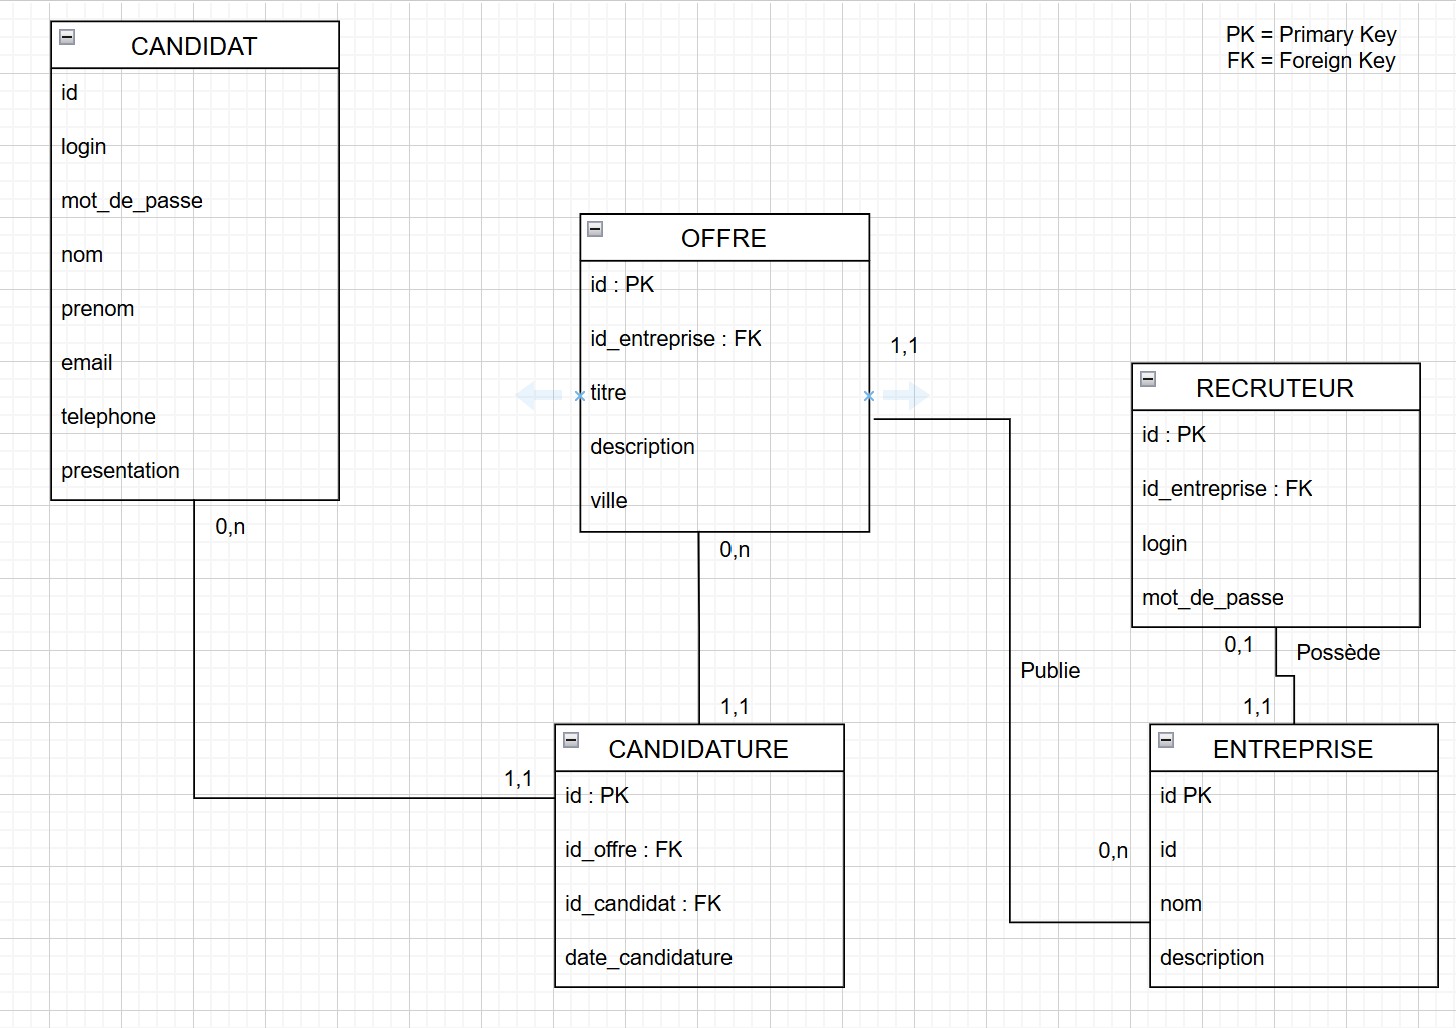 PK = Primary Key
FK = Foreign Key
CANDIDAT
id
login
mot_de_passe
nom
prenom
email
telephone
presentation
0,n
OFFRE
id : PK
id_entreprise : FK
titre
description
ville
1,1
0,n
RECRUTEUR
id : PK
id_entreprise : FK
login
mot_de_passe
0,1
Possède
Publie
1,1
1,1
1,1
CANDIDATURE
id : PK
id_offre : FK
id_candidat : FK
date_candidature
0,n
ENTREPRISE
id PK
id
nom
description